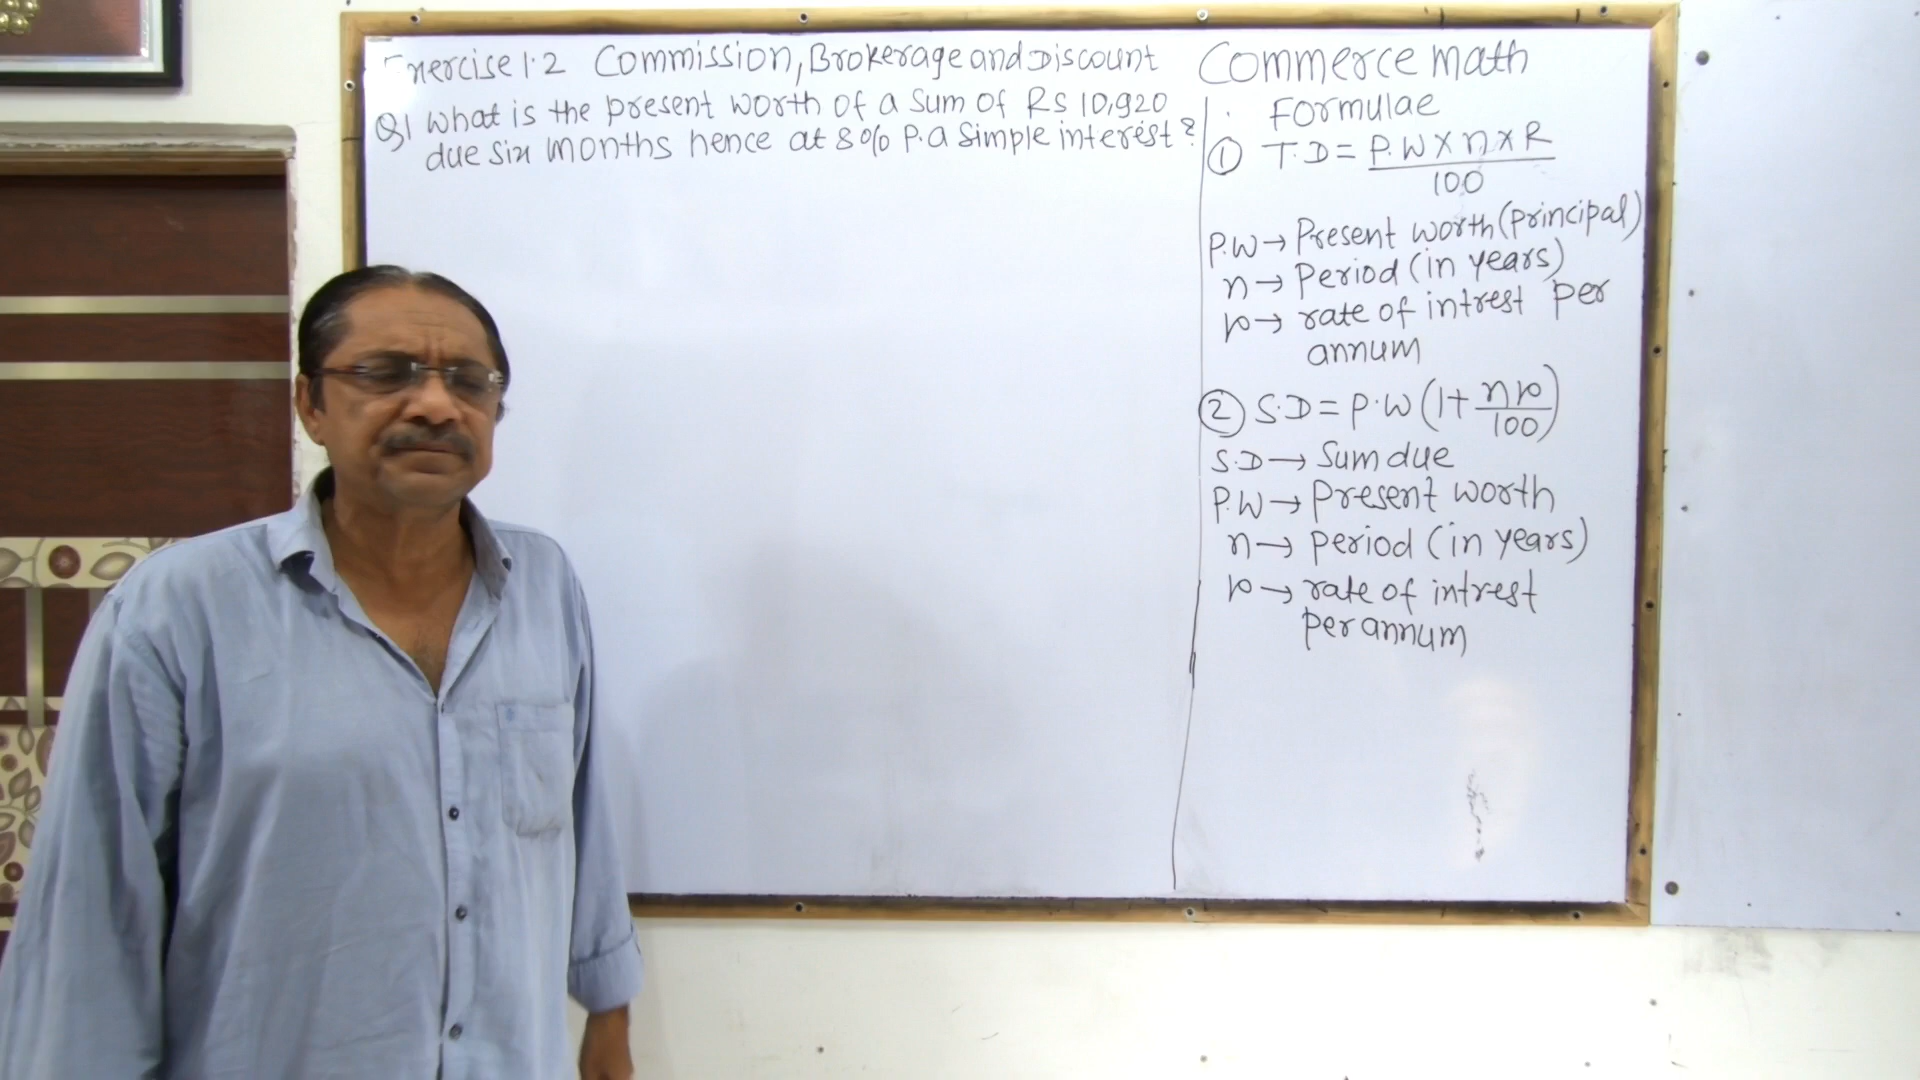 Exercise 1.2 Commission, Brokerage and Discount
Q1 What is the present worth of a sum of Rs 10,920
due six months hence at 8% P.a simple interest?
Commerce math
Formulae
① T.D = P.W x n x R
100
P.W → Present worth (principal)
n → Period (in years)
r → rate of intrest per
annum
② S.D = P.W (1 + nr/100)
S.D → Sum due
P.W → Present worth
n → period (in years)
r → rate of intrest
per annum